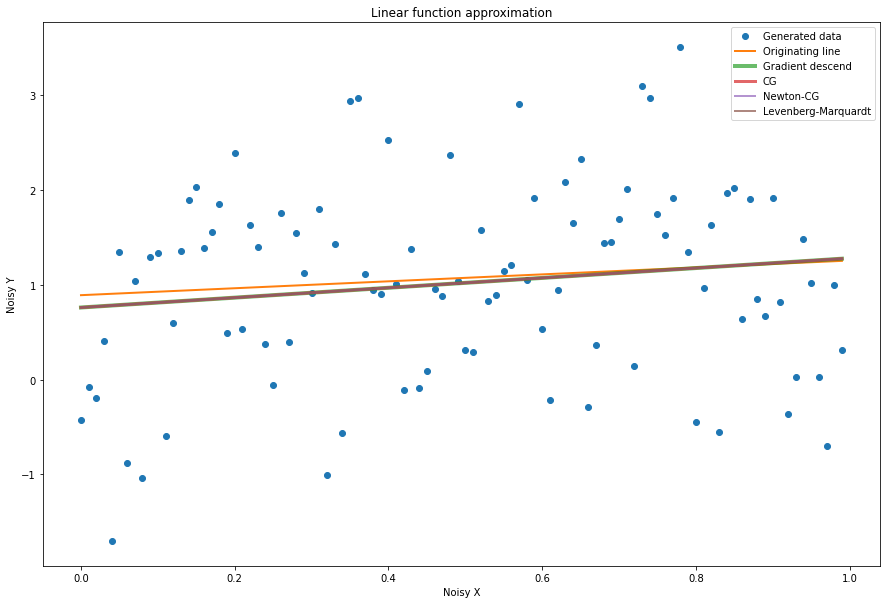 Linear function approximation
Generated data
Originating line
Gradient descend
CG
Newton-CG
Levenberg-Marquardt
3
2
1
0
−1
Noisy Y
0.0 0.2 0.4 0.6 0.8 1.0
Noisy X